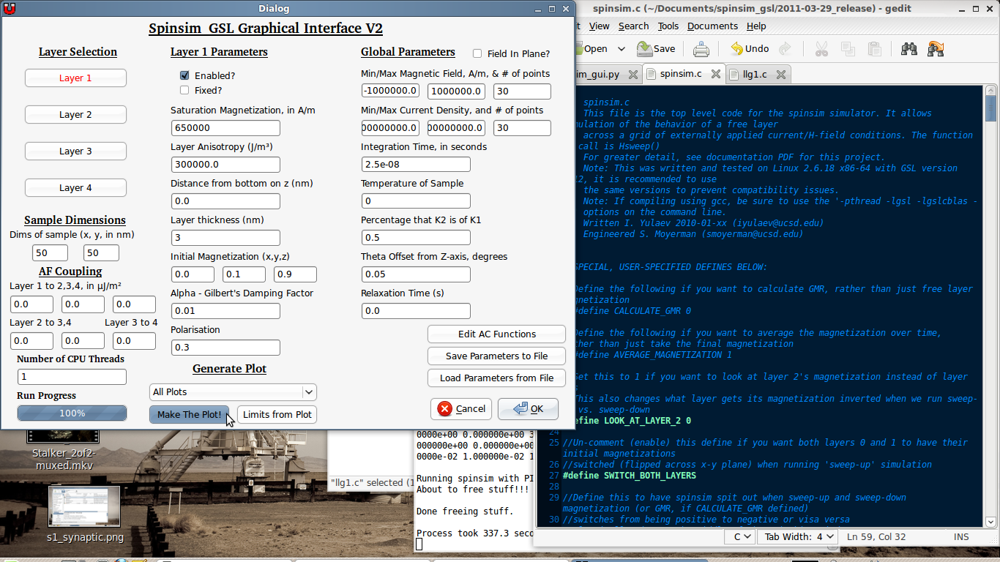 Dialog
Spinsim GSL Graphical Interface V2
Layer Selection
Layer 1
Layer 2
Layer 3
Layer 4
Sample Dimensions
Dims of sample (x, y, in nm)
50 50
AF Coupling
Layer 1 to 2,3,4, in µJ/m²
0.0 0.0 0.0
Layer 2 to 3,4 Layer 3 to 4
0.0 0.0 0.0
Number of CPU Threads
1
Run Progress
100%
Layer 1 Parameters
Enabled?
Fixed?
Saturation Magnetization, in A/m
650000
Layer Anisotropy (J/m³)
300000.0
Distance from bottom on z (nm)
0.0
Layer thickness (nm)
3
Initial Magnetization (x,y,z)
0.0 0.1 0.9
Alpha - Gilbert's Damping Factor
0.01
Polarisation
0.3
Generate Plot
All Plots
Make The Plot! Limits from Plot
Global Parameters Field In Plane?
Min/Max Magnetic Field, A/m, & # of points
-1000000.0 1000000.0 30
Min/Max Current Density, and # of points
00000000.0 00000000.0 30
Integration Time, in seconds
2.5e-08
Temperature of Sample
0
Percentage that K2 is of K1
0.5
Theta Offset from Z-axis, degrees
0.05
Relaxation Time (s)
0.0
Edit AC Functions
Save Parameters to File
Load Parameters from File
Cancel OK
spinsim.c (~/Documents/spinsim_gsl/2011-03-29_release) - gedit
View Search Tools Documents Help
Open Save Undo
im_gui.py spinsim.c llg1.c
spinsim.c
This file is the top level code for the spinsim simulator. It allows
mulation of the behavior of a free layer
across a grid of externally applied current/H-field conditions. The function
call is Hsweep()
For greater detail, see documentation PDF for this project.
Note: This was written and tested on Linux 2.6.18 x86-64 with GSL version
12, it is recommended to use
the same versions to prevent compatibility issues.
Note: If compiling using gcc, be sure to use the '-pthread -lgsl -lgslcblas -
options on the command line.
Written I. Yulaev 2010-01-xx (iyulaev@ucsd.edu)
Engineered S. Moyerman (smoyerman@ucsd.edu)
SPECIAL, USER-SPECIFIED DEFINES BELOW:
Define the following if you want to calculate GMR, rather than just free layer
gnetization
#define CALCULATE_GMR 0
Define the following if you want to average the magnetization over time,
ther than just take the final magnetization
#define AVERAGE_MAGNETIZATION 1
Set this to 1 if you want to look at layer 2's magnetization instead of layer
This also changes what layer gets its magnetization inverted when we run sweep-
vs. sweep-down
efine LOOK_AT_LAYER_2 0
24
25 //Un-comment (enable) this define if you want both layers 0 and 1 to have their
initial magnetizations
26 //switched (flipped across x-y plane) when running 'sweep-up' simulation
27 #define SWITCH_BOTH_LAYERS
28
29 //Define this to have spinsim spit out when sweep-up and sweep-down
magnetization (or GMR, if CALCULATE_GMR defined)
30 //switches from being positive to negative or visa versa
C Tab Width: 4 Ln 59, Col 32 INS
Stalker_2of2-
muxed.mkv
s1_synaptic.png
"llg1.c" selected (1
0000e+00 0.000000e+00 3
000000e+00 0.000000e+00
0000e-02 1.000000e-02 1
Running spinsim with PI
About to free stuff!!!
Done freeing stuff.
Process took 337.3 seco